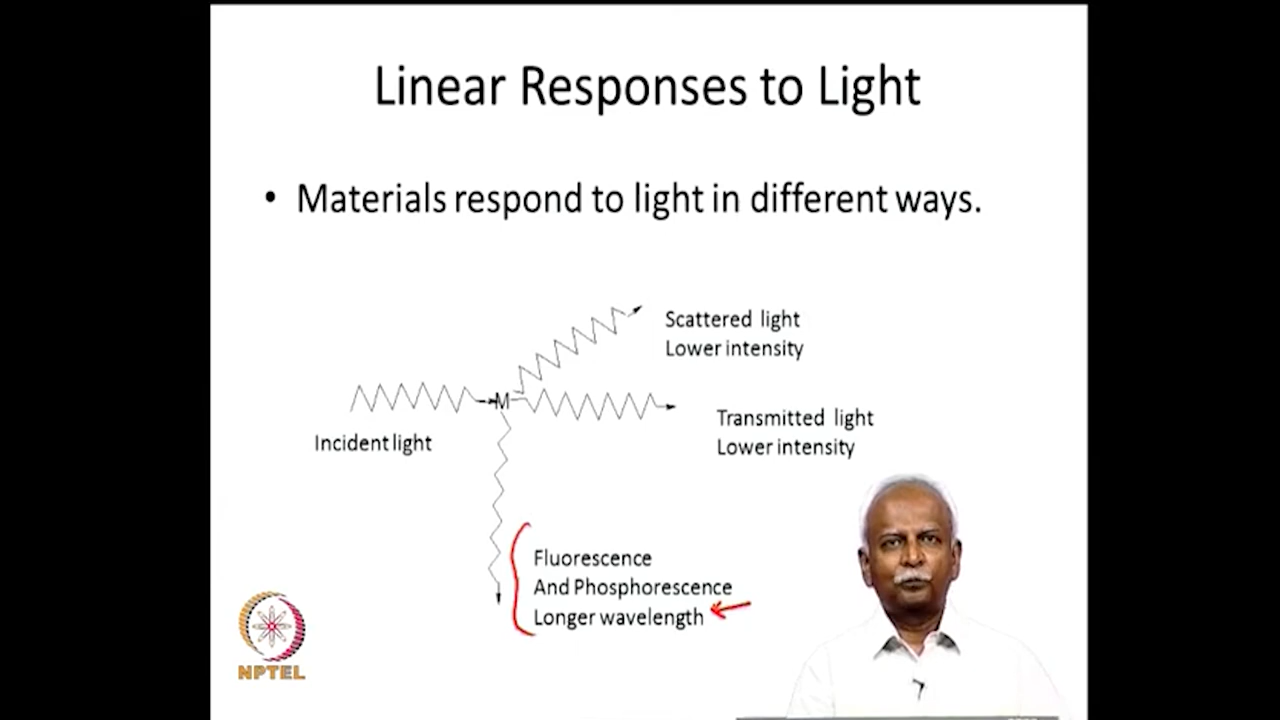 Linear Responses to Light
• Materials respond to light in different ways.
Scattered light
Lower intensity
M
Incident light
Transmitted light
Lower intensity
Fluorescence
And Phosphorescence
Longer wavelength
NPTEL